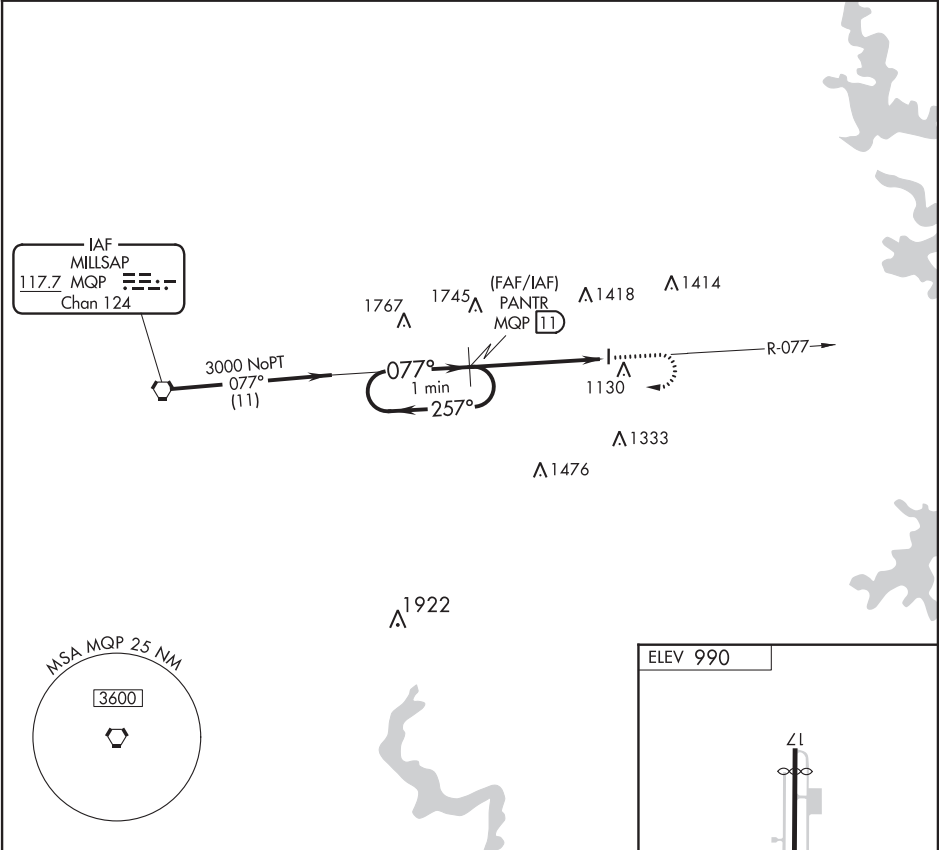 IAF
MILLSAP
117.7 MQP
Chan 124
3000 NoPT
077°
(11)
1767
1745
(FAF/IAF)
PANTR
MQP 11
1418
1414
077°
1 min
257°
1130
R-077
1333
1476
1922
MSA MQP 25 NM
3600
ELEV 990
17